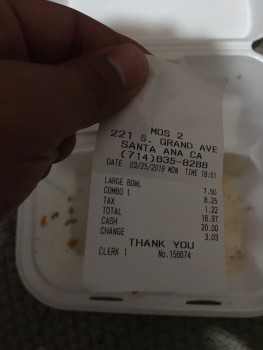 MOS 2
221 S. GRAND AVE
SANTA ANA CA
(714)835-8288
DATE 03/25/2019 MON TIME 18:51
LARGE BOWL 7.50
COMBO 1 8.25
TAX 1.22
TOTAL 16.97
CASH 20.00
CHANGE 3.03
THANK YOU
CLERK 1 No.156674